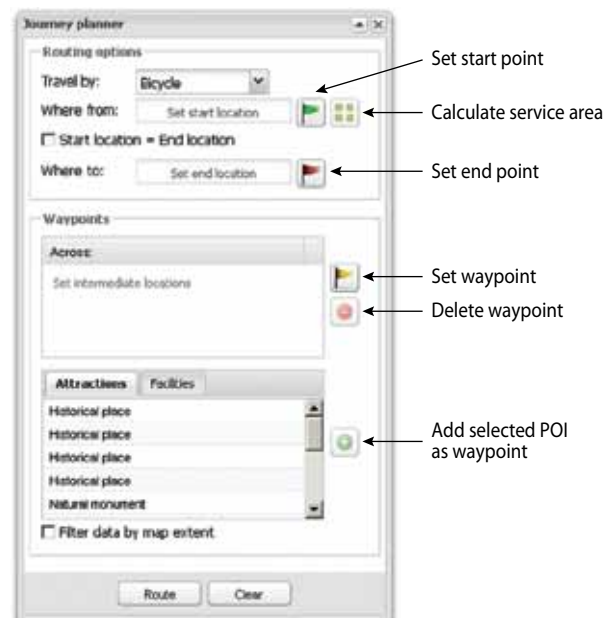 Journey planner
Routing options
Travel by: Bicycle
Set start point
Where from: Set start location
Calculate service area
Start location = End location
Where to: Set end location
Set end point
Waypoints
Across:
Set intermediate locations
Set waypoint
Delete waypoint
Attractions Facilities
Historical place
Historical place
Historical place
Historical place
Natural monument
Add selected POI
as waypoint
Filter data by map extent
Route Clear